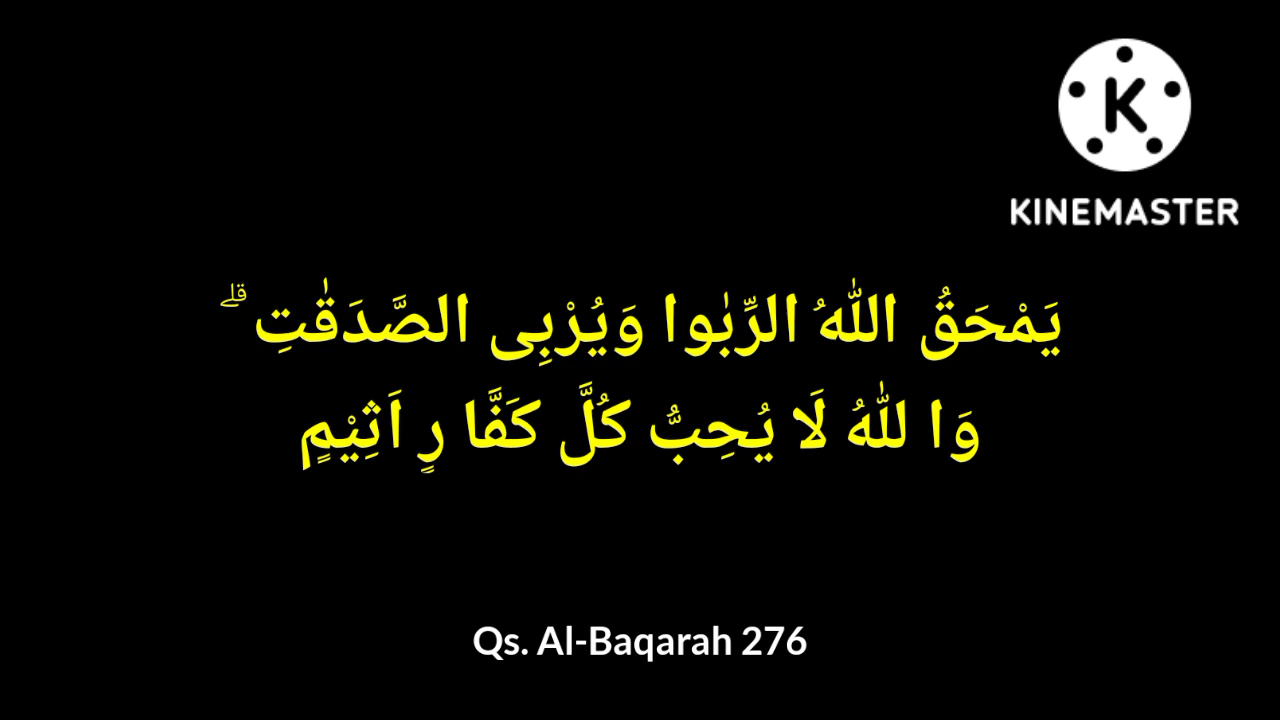 K
KINEMASTER
يَمْحَقُ اللّٰهُ الرِّبٰوا وَيُرْبِى الصَّدَقٰتِ ۗ
وَا للّٰهُ لَا يُحِبُّ كُلَّ كَفَّا رٍ اَثِيْمٍ
Qs. Al-Baqarah 276